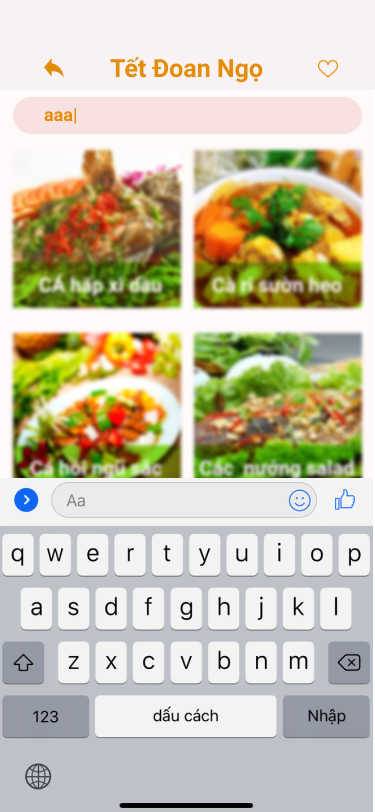 Tết Đoan Ngọ
aaa
CÁ hấp xì dầu
Cà ri sườn heo
Cá hồi ngũ sắc
Các nướng salad
Aa
q w e r t y u i o p
a s d f g h j k l
z x c v b n m
123 dấu cách Nhập